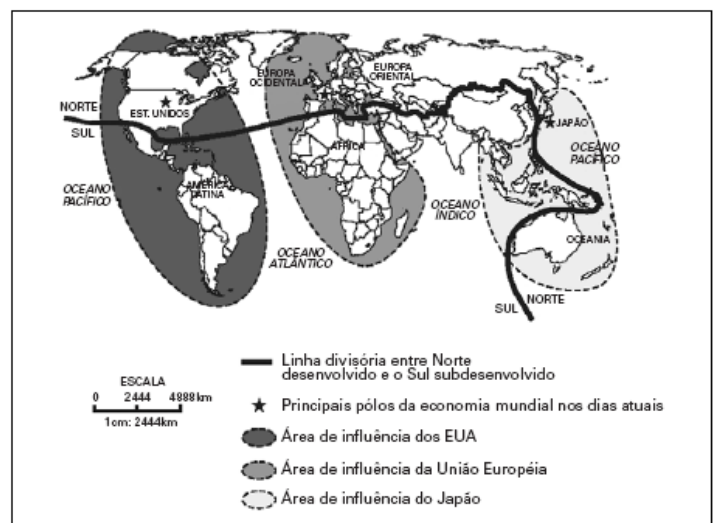 EUROPA
OCIDENTAL
EUROPA
ORIENTAL
NORTE
SUL
EST. UNIDOS
JAPÃO
OCEANO
PACÍFICO
ÁFRICA
OCEANO
PACÍFICO
AMÉRICA
LATINA
OCEANO
ÍNDICO
OCEANO
ATLÂNTICO
OCEANIA
SUL
NORTE
Linha divisória entre Norte
desenvolvido e o Sul subdesenvolvido
ESCALA
0 2444 4888km
1cm: 2444km
Principais pólos da economia mundial nos dias atuais
Área de influência dos EUA
Área de influência da União Européia
Área de influência do Japão